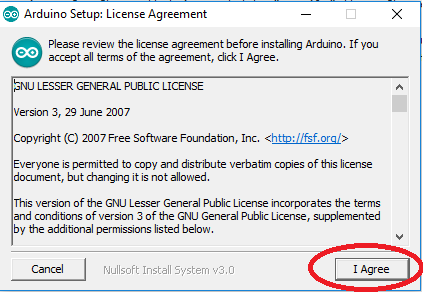 Arduino Setup: License Agreement
Please review the license agreement before installing Arduino. If you
accept all terms of the agreement, click I Agree.
GNU LESSER GENERAL PUBLIC LICENSE
Version 3, 29 June 2007
Copyright (C) 2007 Free Software Foundation, Inc. <http://fsf.org/>
Everyone is permitted to copy and distribute verbatim copies of this license
document, but changing it is not allowed.
This version of the GNU Lesser General Public License incorporates the terms
and conditions of version 3 of the GNU General Public License, supplemented
by the additional permissions listed below.
Cancel
Nullsoft Install System v3.0
I Agree